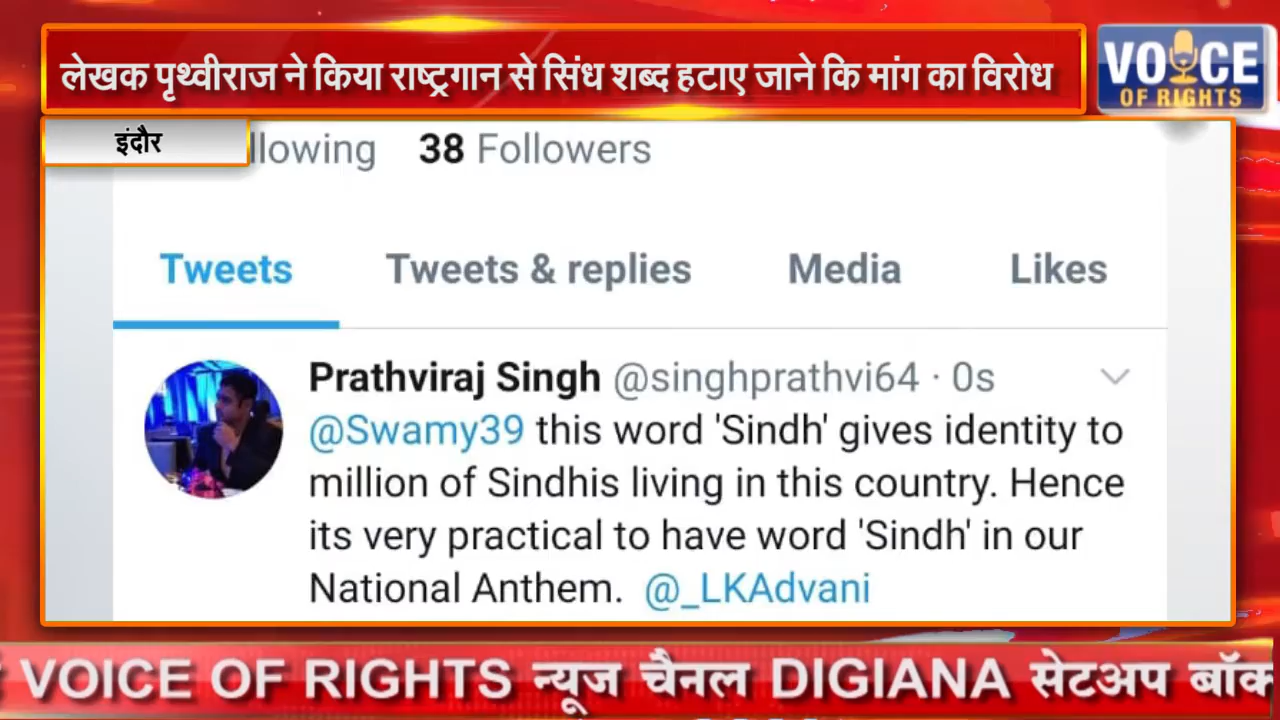 लेखक पृथ्वीराज ने किया राष्ट्रगान से सिंध शब्द हटाए जाने कि मांग का विरोध
VOICE
OF RIGHTS
इंदौर
llowing 38 Followers
Tweets Tweets & replies Media Likes
Prathviraj Singh @singhprathvi64 · 0s
@Swamy39 this word 'Sindh' gives identity to
million of Sindhis living in this country. Hence
its very practical to have word 'Sindh' in our
National Anthem. @_LKAdvani
VOICE OF RIGHTS न्यूज चैनल DIGIANA सेटअप बॉक्